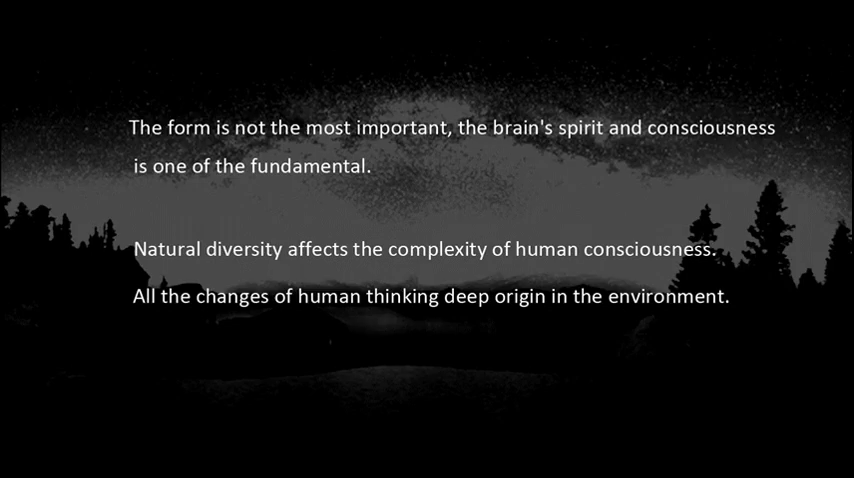 The form is not the most important, the brain's spirit and consciousness
is one of the fundamental.
Natural diversity affects the complexity of human consciousness.
All the changes of human thinking deep origin in the environment.